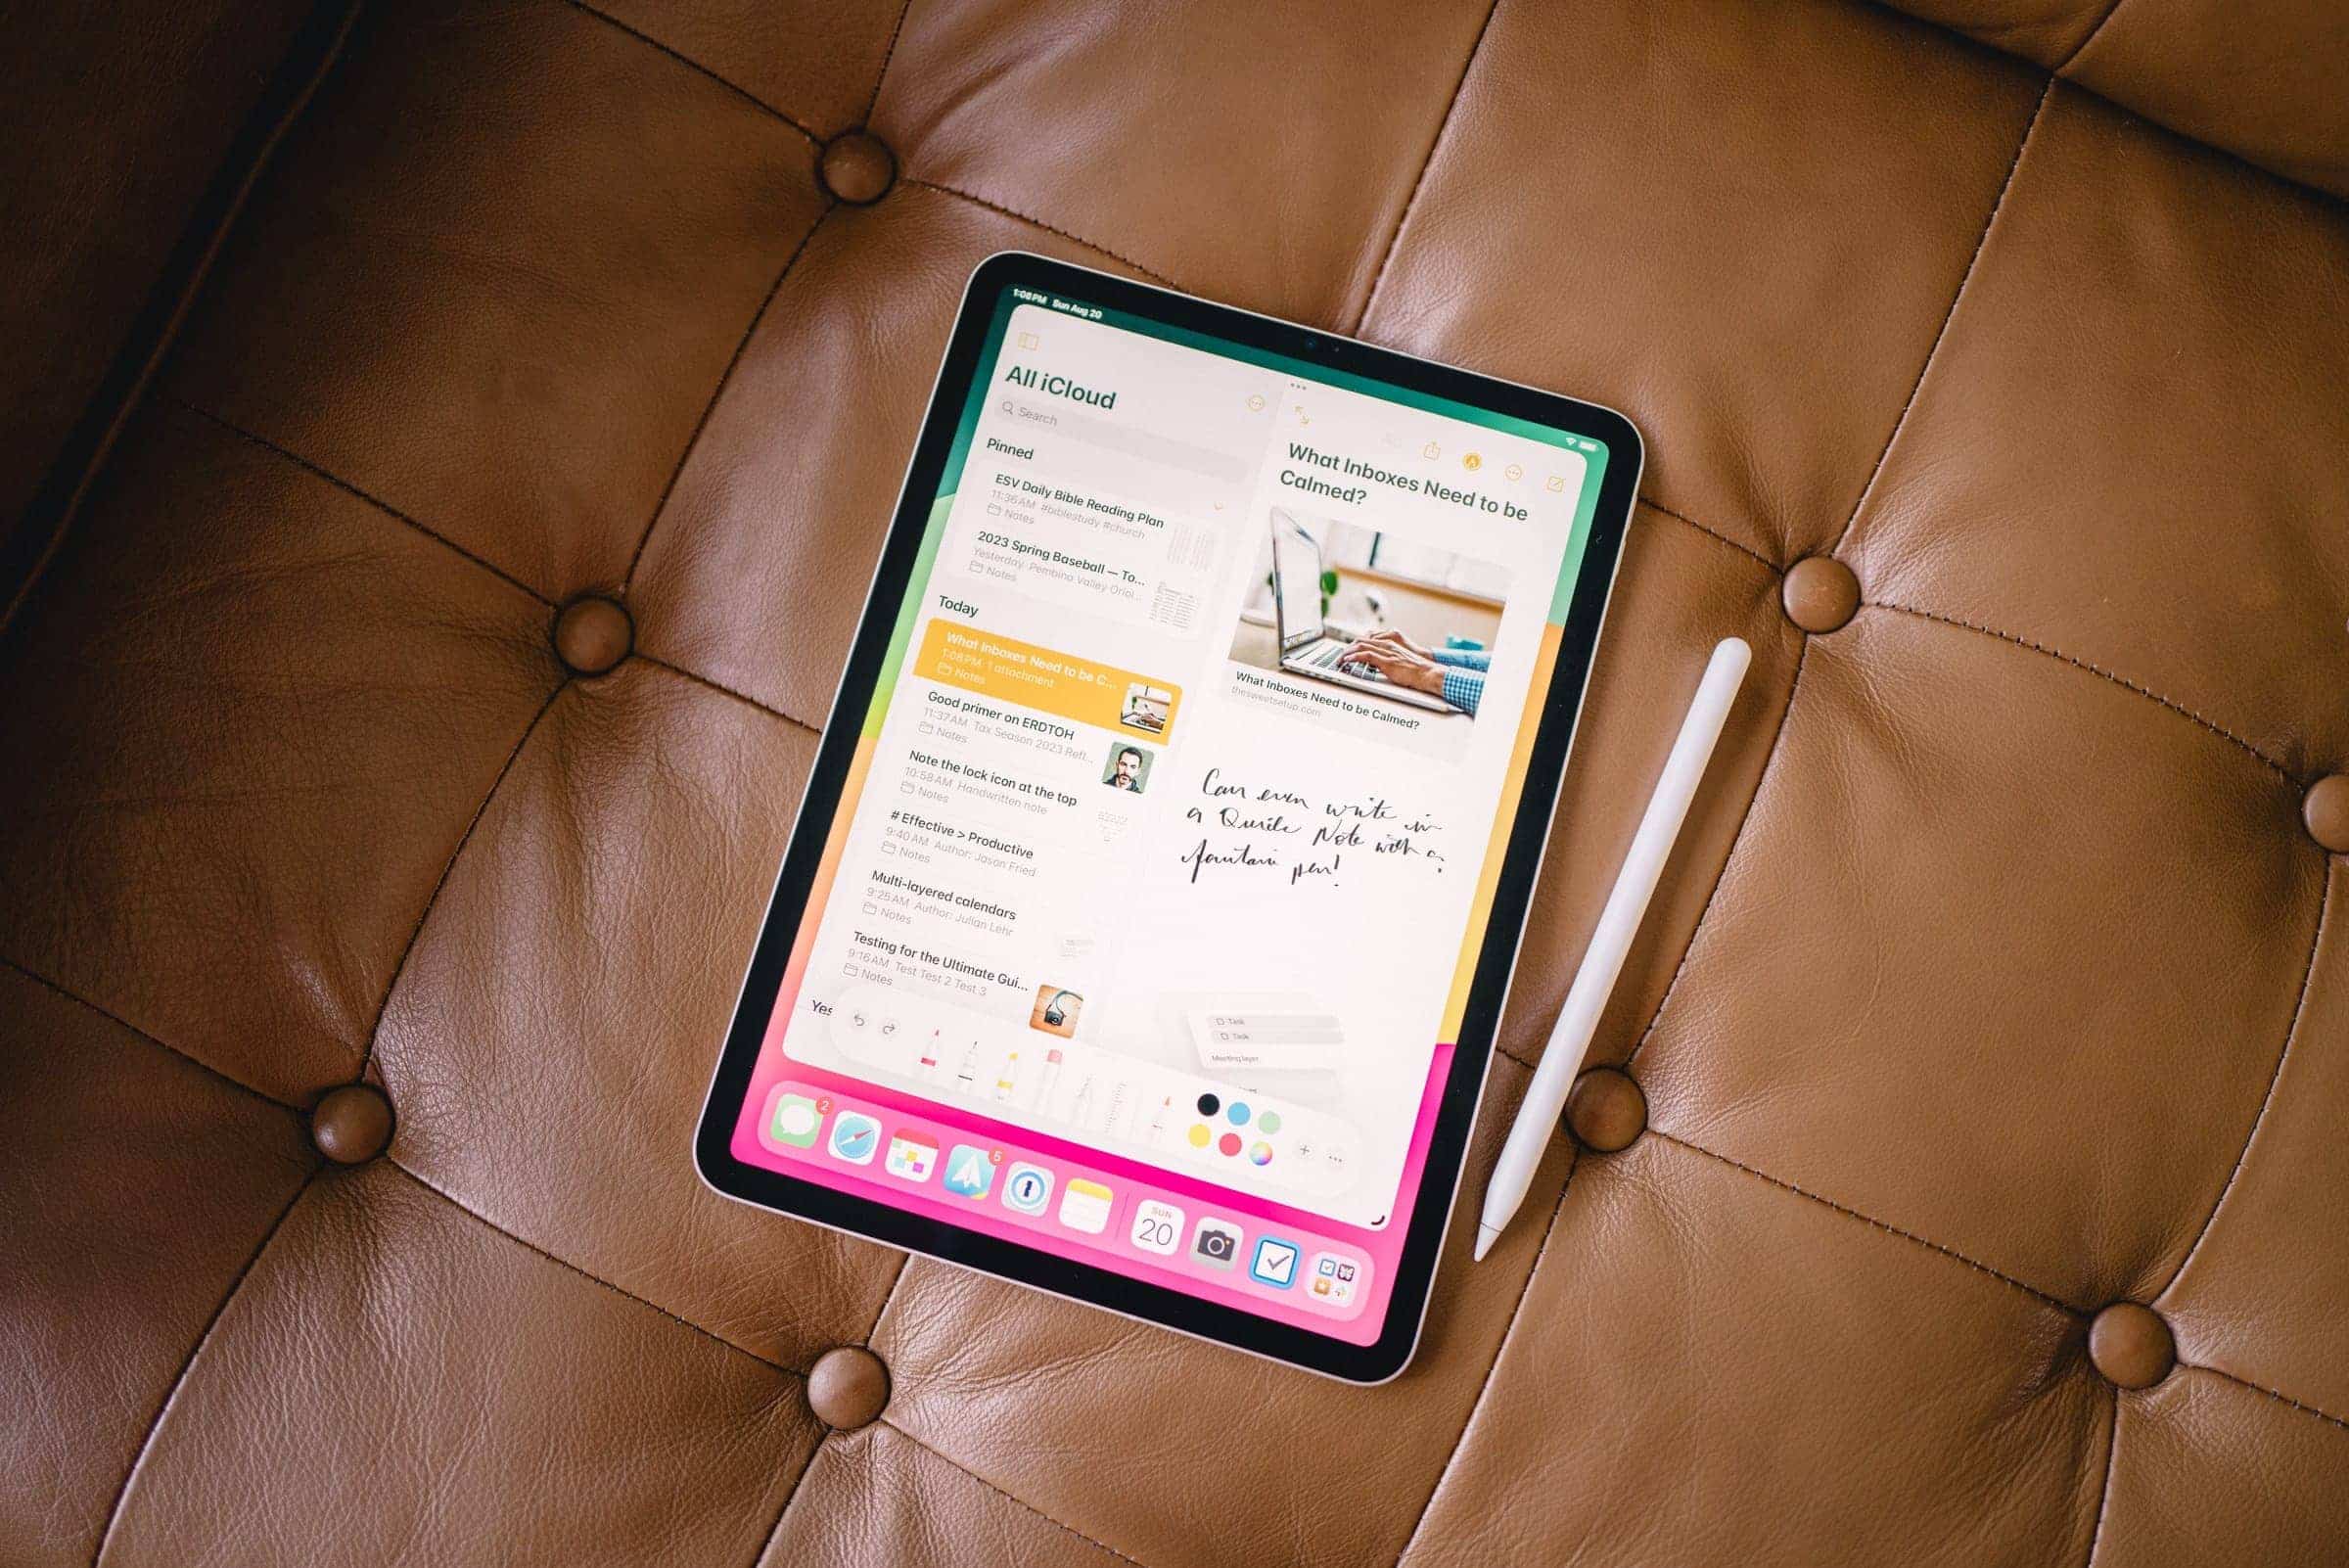 1:08 PM Sun Aug 20
All iCloud
Search
Pinned
ESV Daily Bible Reading Plan
11:36 AM #biblestudy #church
Notes
2023 Spring Baseball — To...
Yesterday Pembina Valley Oriol...
Notes
Today
What Inboxes Need to be C...
1:08 PM 1 attachment
Notes
Good primer on ERDTOH
11:37 AM Tax Season 2023 Refl...
Notes
Note the lock icon at the top
10:58 AM Handwritten note
Notes
# Effective > Productive
9:40 AM Author: Jason Fried
Notes
Multi-layered calendars
9:25 AM Author: Julian Lehr
Notes
Testing for the Ultimate Gui...
9:16 AM Test Test 2 Test 3
Notes
Yes
What Inboxes Need to be
Calmed?
What Inboxes Need to be Calmed?
thesweetsetup.com
Can even write in
a Quick Note with a
fountain pen!
Task
Task
2
5
SUN
20